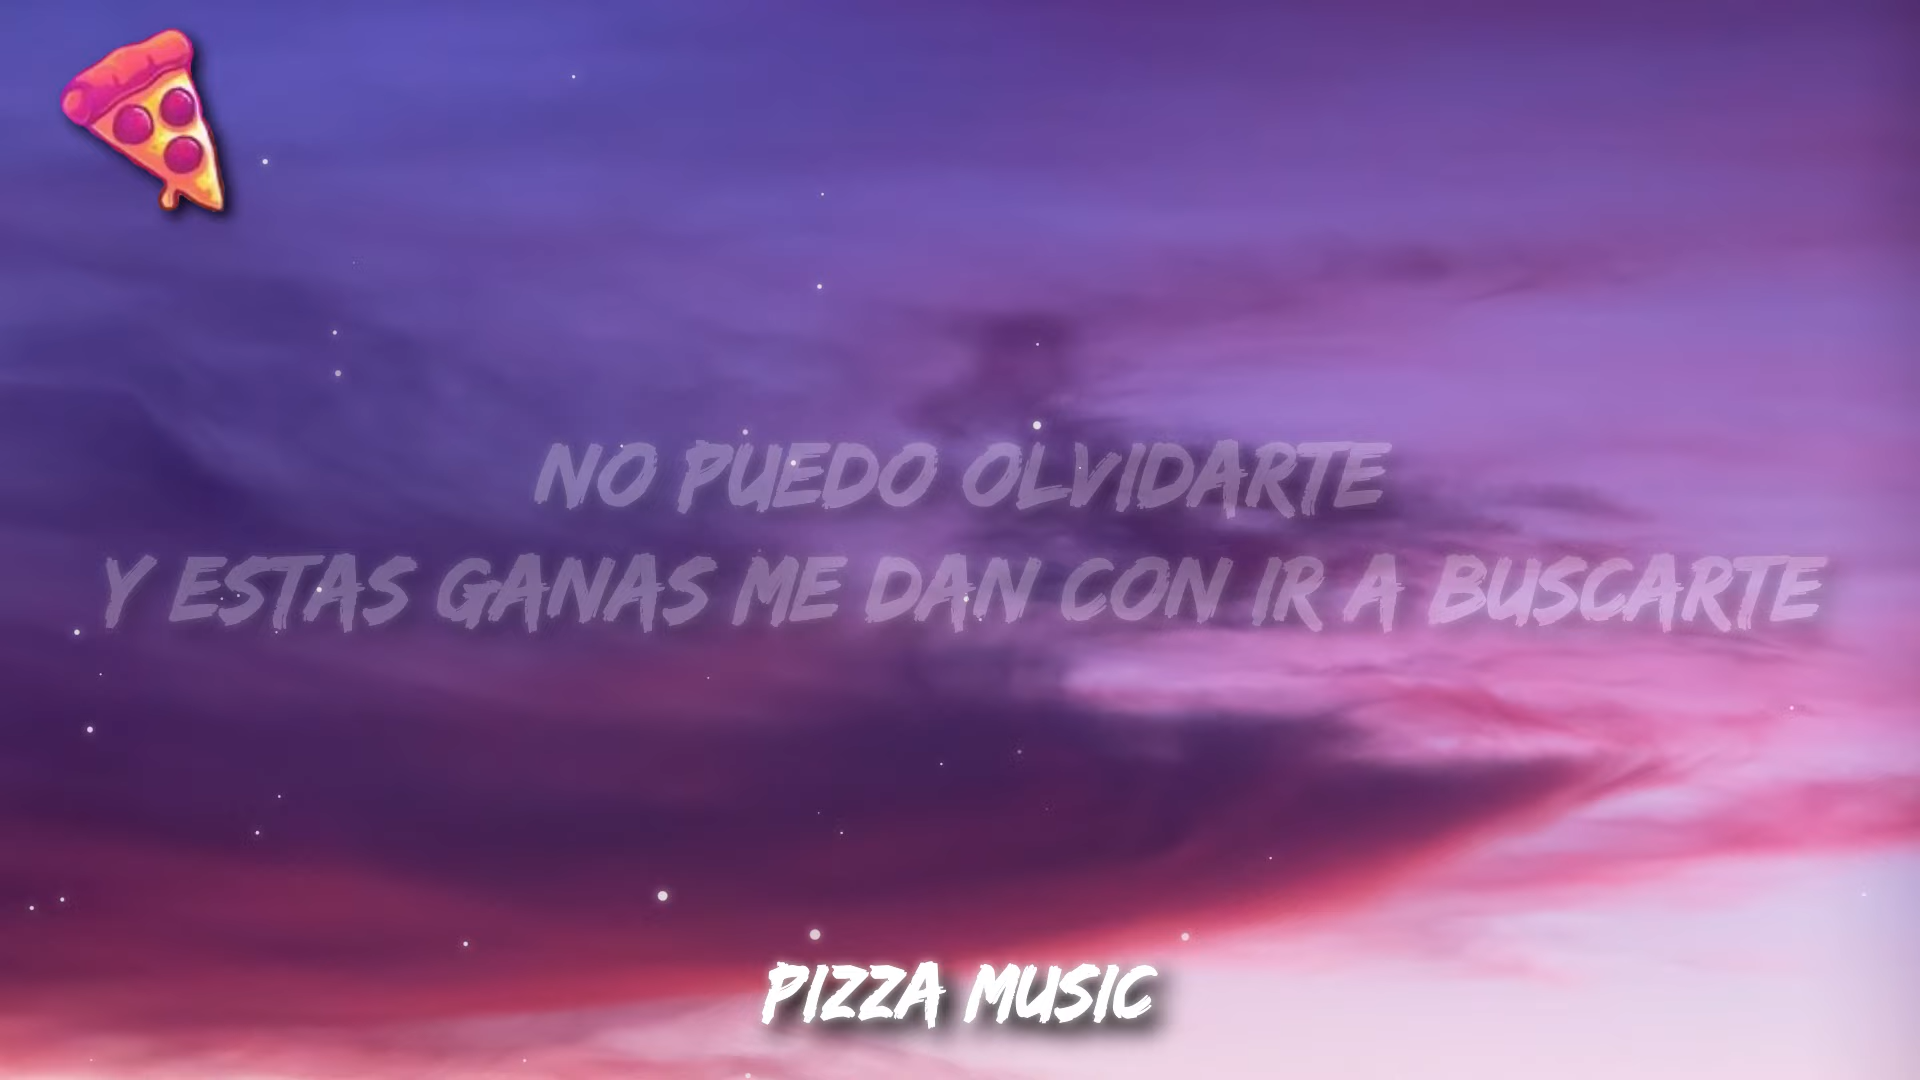 NO PUEDO OLVIDARTE
Y ESTAS GANAS ME DAN CON IR A BUSCARTE
PIZZA MUSIC